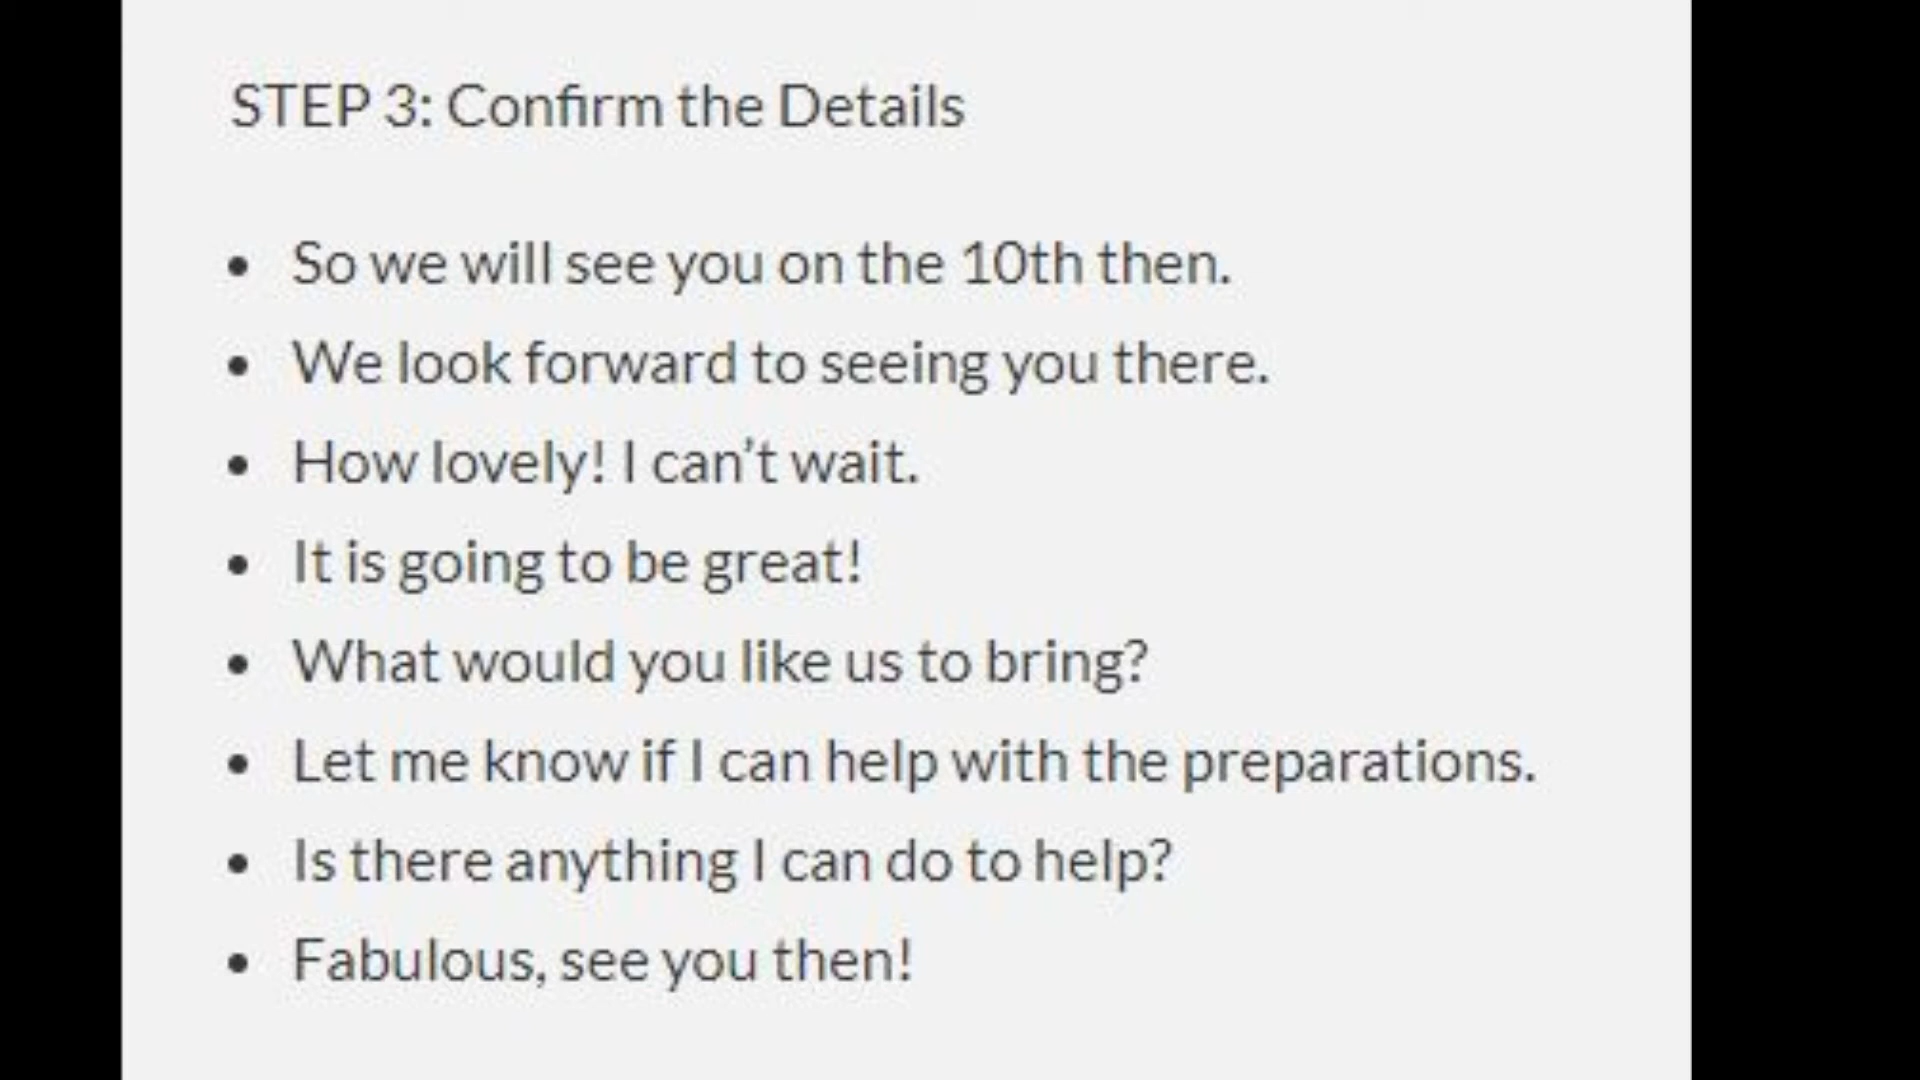 STEP 3: Confirm the Details
• So we will see you on the 10th then.
• We look forward to seeing you there.
• How lovely! I can’t wait.
• It is going to be great!
• What would you like us to bring?
• Let me know if I can help with the preparations.
• Is there anything I can do to help?
• Fabulous, see you then!